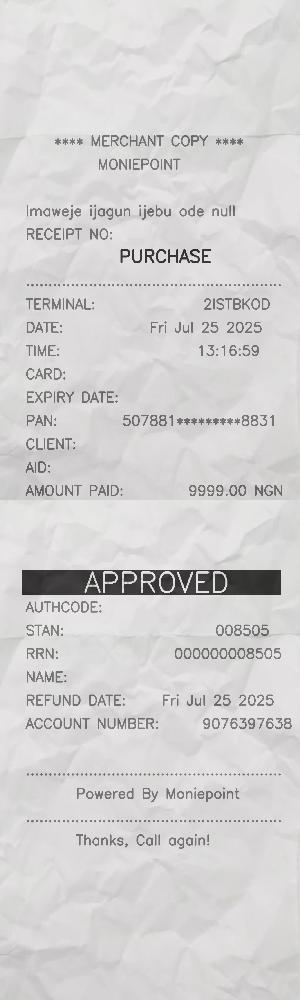 **** MERCHANT COPY ****
MONIEPOINT
Imaweje ijagun ijebu ode null
RECEIPT NO:
PURCHASE
TERMINAL: 2ISTBKOD
DATE: Fri Jul 25 2025
TIME: 13:16:59
CARD:
EXPIRY DATE:
PAN: 507881*********8831
CLIENT:
AID:
AMOUNT PAID: 9999.00 NGN
APPROVED
AUTHCODE:
STAN: 008505
RRN: 000000008505
NAME:
REFUND DATE: Fri Jul 25 2025
ACCOUNT NUMBER: 9076397638
Powered By Moniepoint
Thanks, Call again!